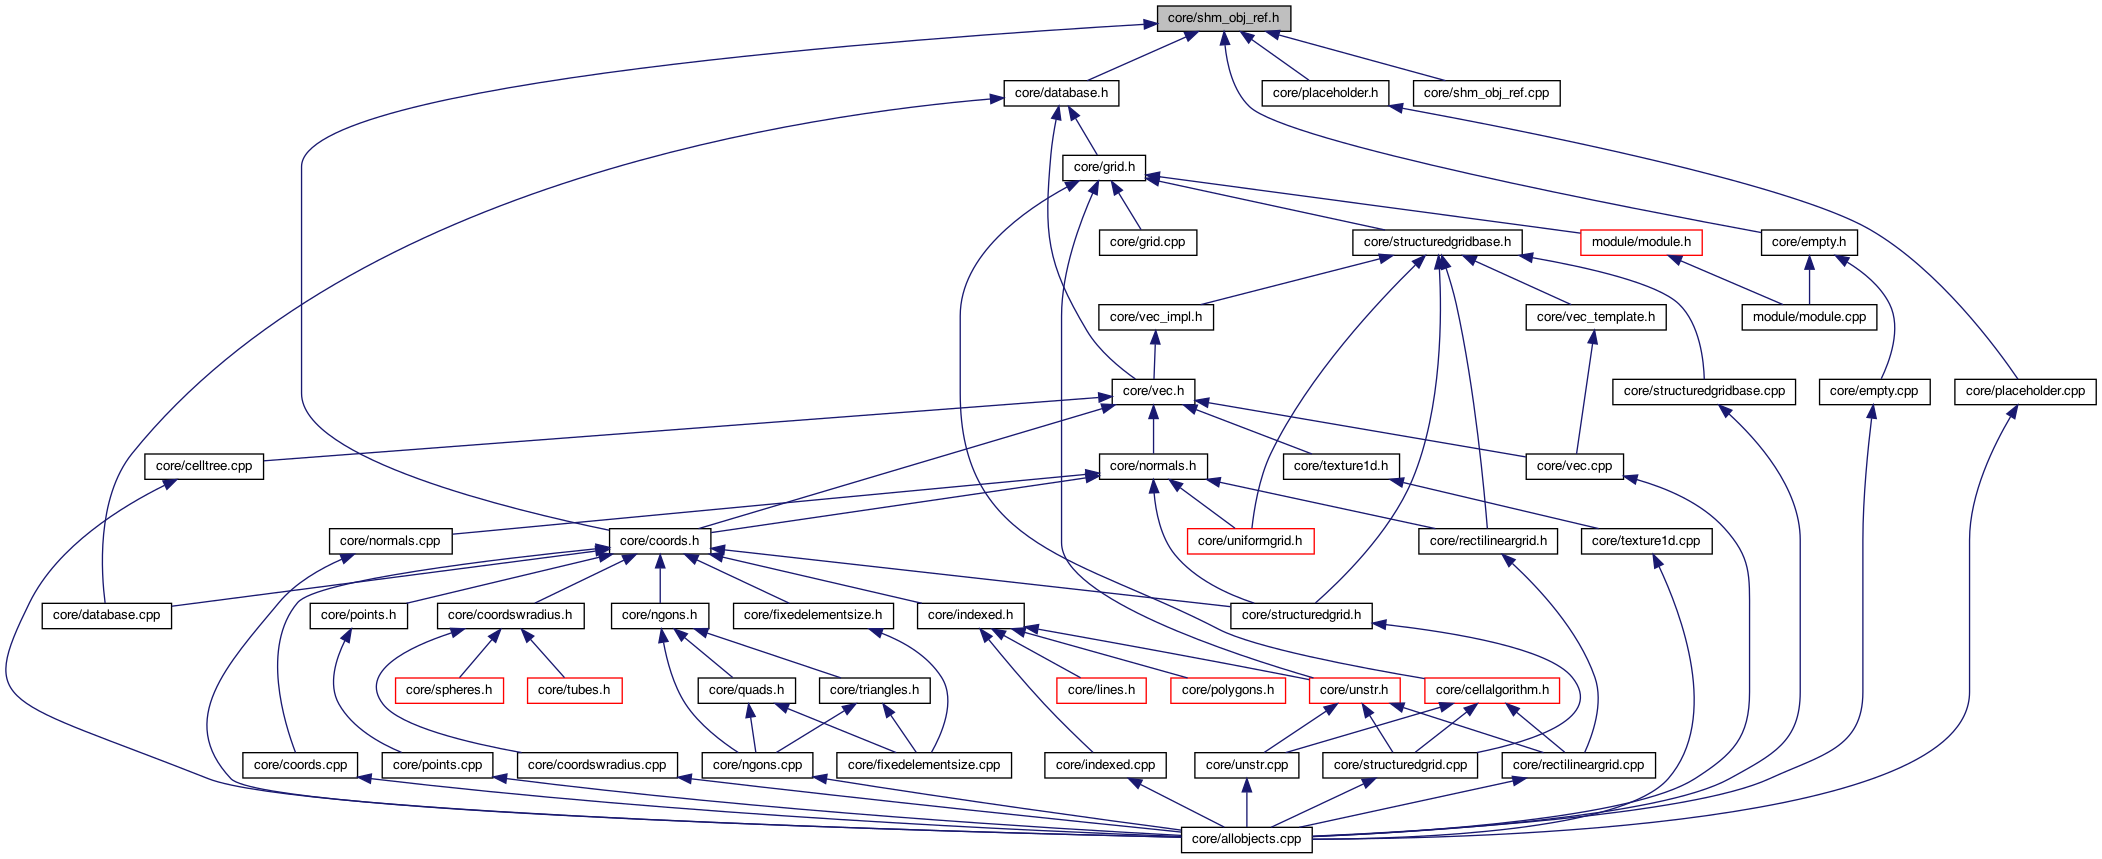 core/shm_obj_ref.h
core/database.h
core/placeholder.h
core/shm_obj_ref.cpp
core/grid.h
core/grid.cpp
core/structuredgridbase.h
module/module.h
core/empty.h
core/vec_impl.h
core/vec_template.h
module/module.cpp
core/vec.h
core/structuredgridbase.cpp
core/empty.cpp
core/placeholder.cpp
core/celltree.cpp
core/normals.h
core/texture1d.h
core/vec.cpp
core/normals.cpp
core/coords.h
core/uniformgrid.h
core/rectilineargrid.h
core/texture1d.cpp
core/database.cpp
core/points.h
core/coordswradius.h
core/ngons.h
core/fixedelementsize.h
core/indexed.h
core/structuredgrid.h
core/spheres.h
core/tubes.h
core/quads.h
core/triangles.h
core/lines.h
core/polygons.h
core/unstr.h
core/cellalgorithm.h
core/coords.cpp
core/points.cpp
core/coordswradius.cpp
core/ngons.cpp
core/fixedelementsize.cpp
core/indexed.cpp
core/unstr.cpp
core/structuredgrid.cpp
core/rectilineargrid.cpp
core/allobjects.cpp